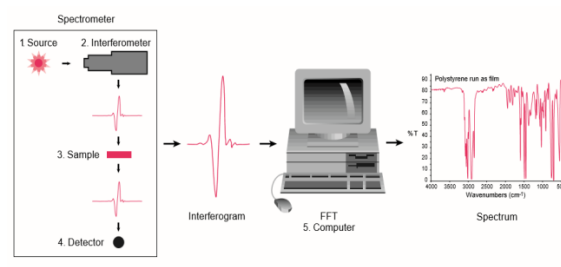 Spectrometer
1 Source
2. Interferometer
3. Sample
4. Detector
Interferogram
FFT
5. Computer
Polystyrene run as film
%T
90
80
70
60
50
40
30
20
10
0
4000 3500 3000 2500 2000 1500 1000 500
Wavenumbers (cm⁻¹)
Spectrum